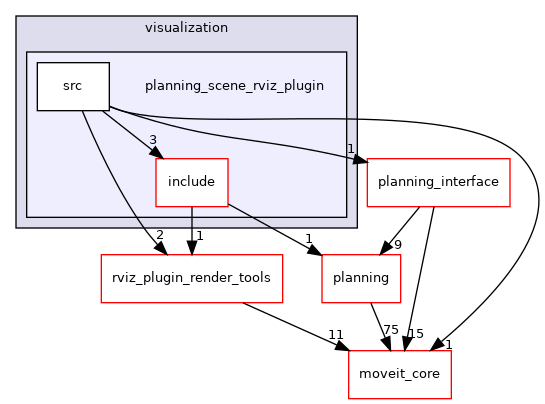 visualization
src
planning_scene_rviz_plugin
3
1
include
planning_interface
2
1
1
9
rviz_plugin_render_tools
planning
11
75
15
1
moveit_core